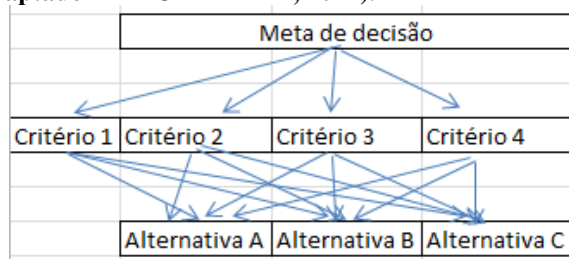 Meta de decisão
Critério 1 Critério 2 Critério 3 Critério 4
Alternativa A Alternativa B Alternativa C